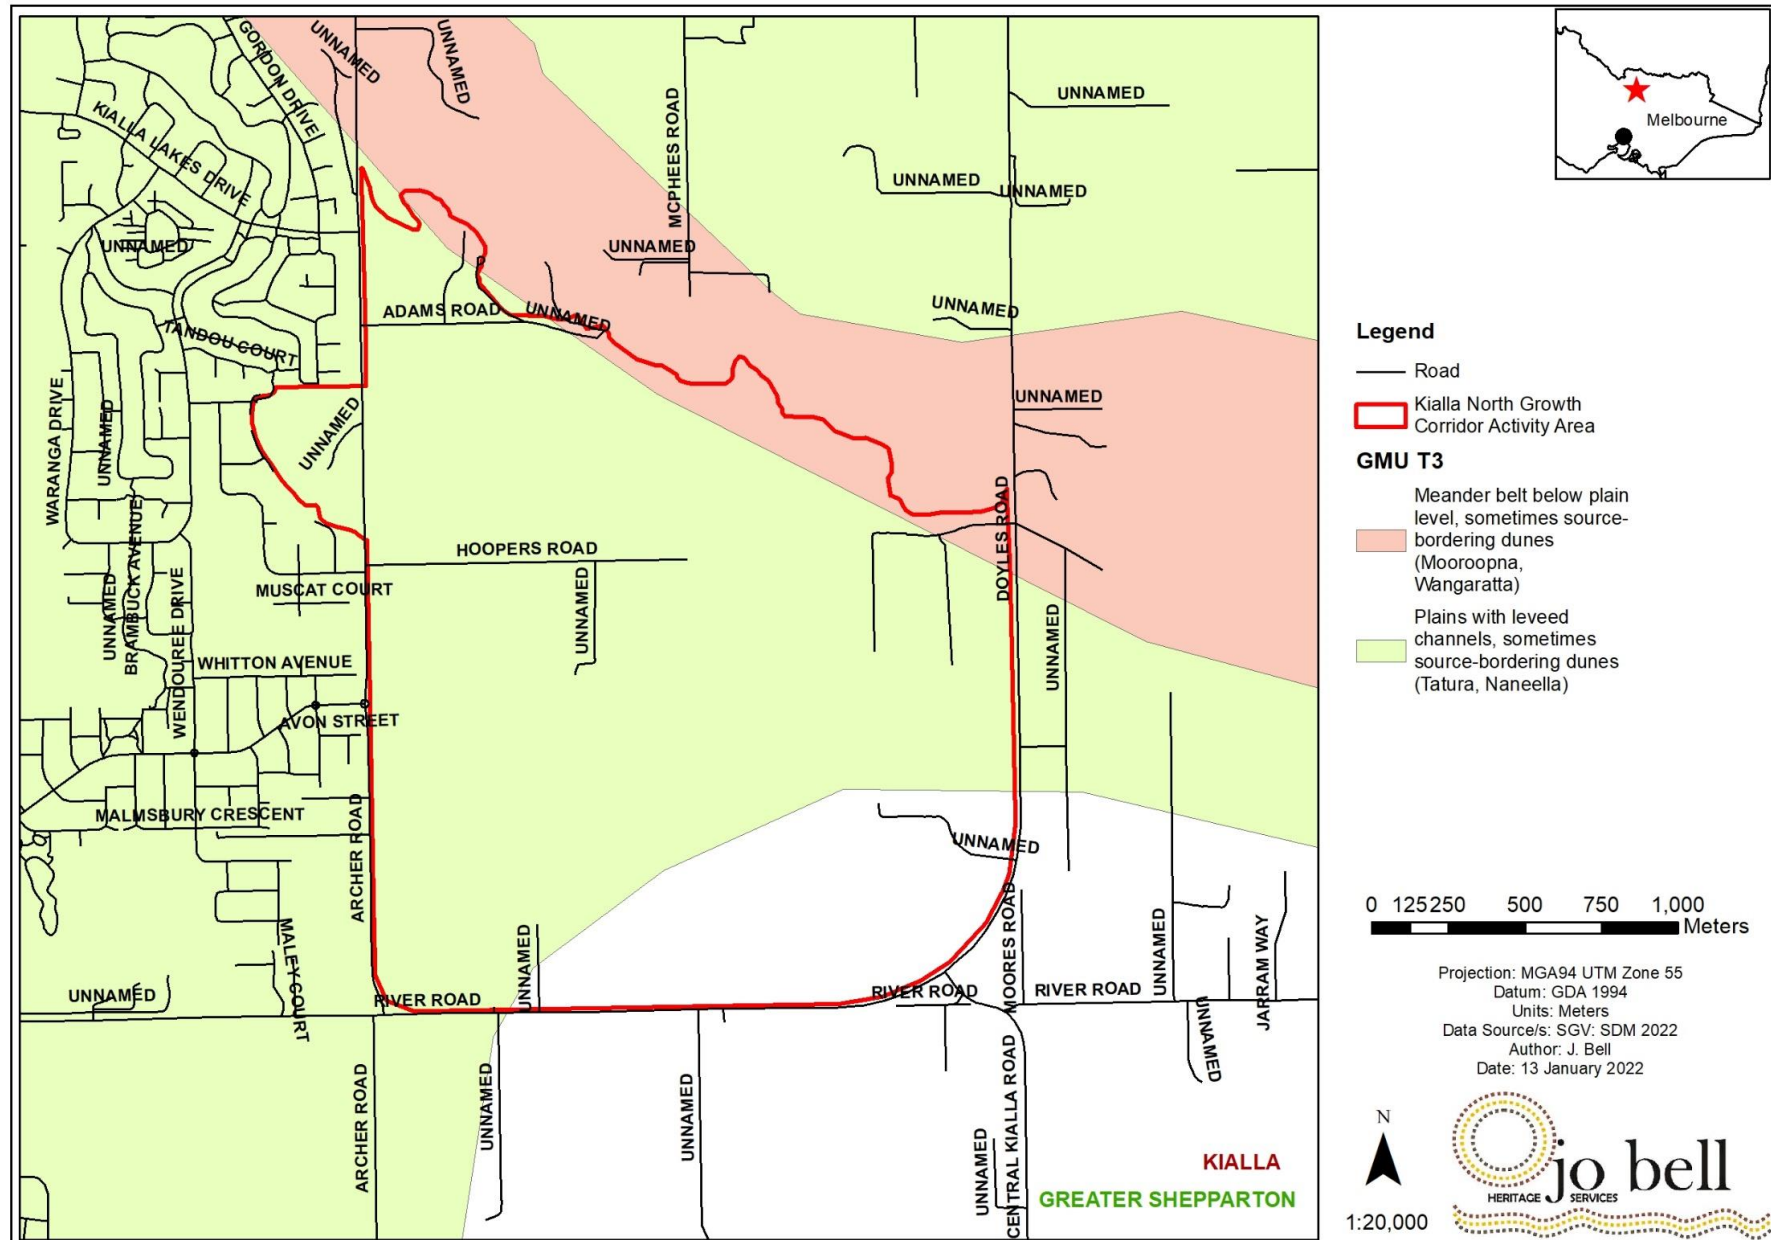 UNNAMED
UNNAMED
GORDON DRIVE
KIALLA LAKES DRIVE
MCPHEES ROAD
UNNAMED
UNNAMED
UNNAMED
UNNAMED
UNNAMED
ADAMS ROAD
UNNAMED
UNNAMED
TANDOU COURT
WARANGA DRIVE
UNNAMED
UNNAMED
UNNAMED
DOYLES ROAD
HOOPERS ROAD
MUSCAT COURT
UNNAMED
BRAMBUCK AVENUE
WENDOUREE DRIVE
UNNAMED
UNNAMED
WHITTON AVENUE
AVON STREET
MALMSBURY CRESCENT
ARCHER ROAD
UNNAMED
MOORES ROAD
UNNAMED
JARRAM WAY
MALEY COURT
UNNAMED
UNNAMED
RIVER ROAD
RIVER ROAD
RIVER ROAD
UNNAMED
ARCHER ROAD
UNNAMED
UNNAMED
UNNAMED
CENTRAL KIALLA ROAD
KIALLA
GREATER SHEPPARTON
Melbourne
Legend
Road
Kialla North Growth
Corridor Activity Area
GMU T3
Meander belt below plain
level, sometimes source-
bordering dunes
(Mooroopna,
Wangaratta)
Plains with leveed
channels, sometimes
source-bordering dunes
(Tatura, Naneella)
0 125 250 500 750 1,000
Meters
Projection: MGA94 UTM Zone 55
Datum: GDA 1994
Units: Meters
Data Source/s: SGV: SDM 2022
Author: J. Bell
Date: 13 January 2022
N
1:20,000
jo bell
HERITAGE SERVICES